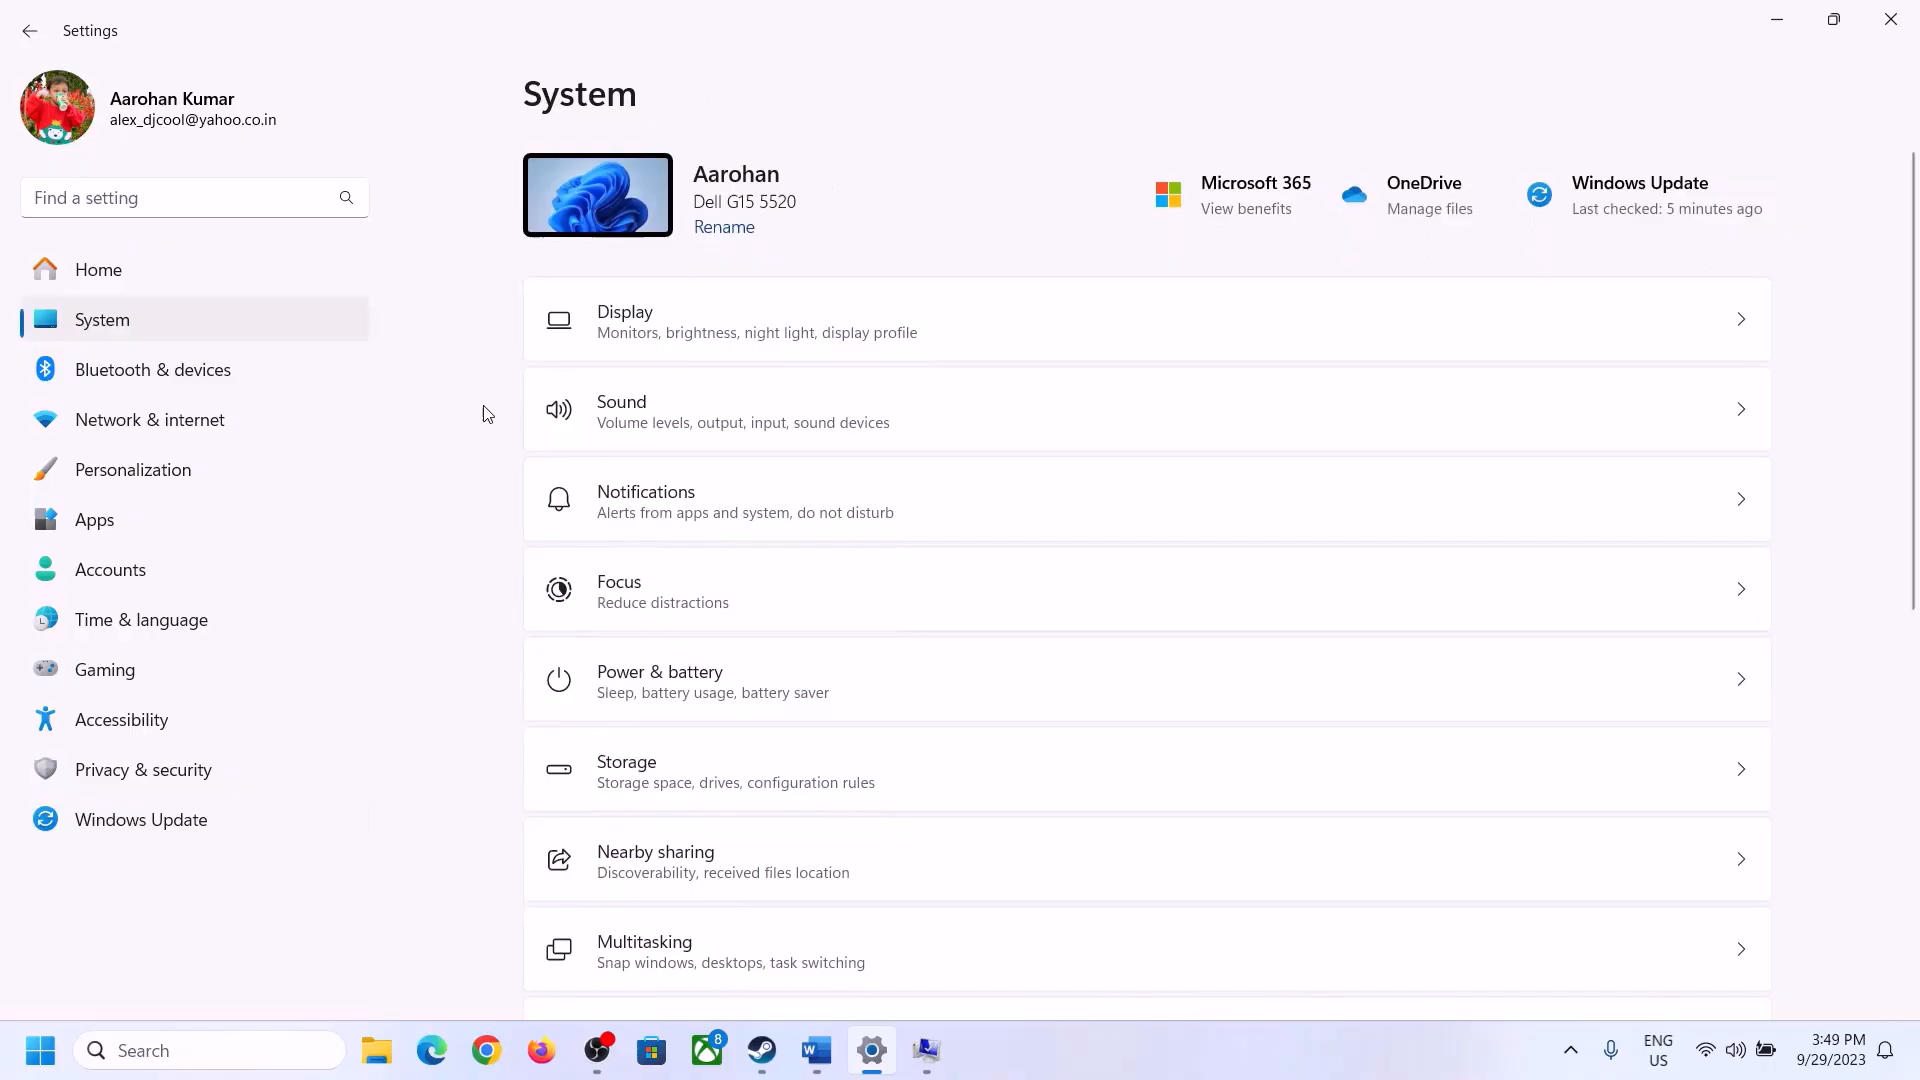 Settings
Aarohan Kumar
alex_djcool@yahoo.co.in
Find a setting
Home
System
Bluetooth & devices
Network & internet
Personalization
Apps
Accounts
Time & language
Gaming
Accessibility
Privacy & security
Windows Update
System
Aarohan
Dell G15 5520
Rename
Microsoft 365
View benefits
OneDrive
Manage files
Windows Update
Last checked: 5 minutes ago
Display
Monitors, brightness, night light, display profile
Sound
Volume levels, output, input, sound devices
Notifications
Alerts from apps and system, do not disturb
Focus
Reduce distractions
Power & battery
Sleep, battery usage, battery saver
Storage
Storage space, drives, configuration rules
Nearby sharing
Discoverability, received files location
Multitasking
Snap windows, desktops, task switching
Search
8
W
ENG
US
3:49 PM
9/29/2023